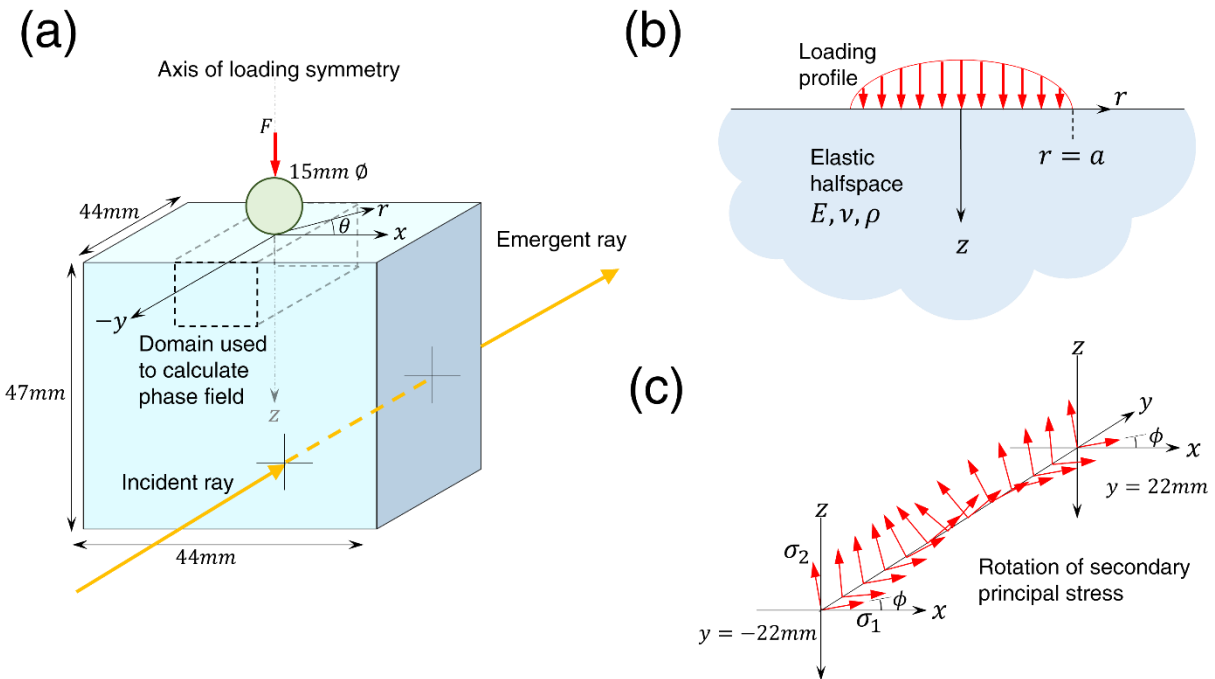 (a)
Axis of loading symmetry
F
15mm Ø
44mm
r
θ
x
Emergent ray
−y
Domain used
to calculate
phase field
47mm
z
Incident ray
44mm
(b)
Loading
profile
r
r = a
Elastic
halfspace
E, ν, ρ
z
(c)
z
y
ϕ
x
y = 22mm
z
σ2
ϕ
x
σ1
y = −22mm
Rotation of secondary
principal stress